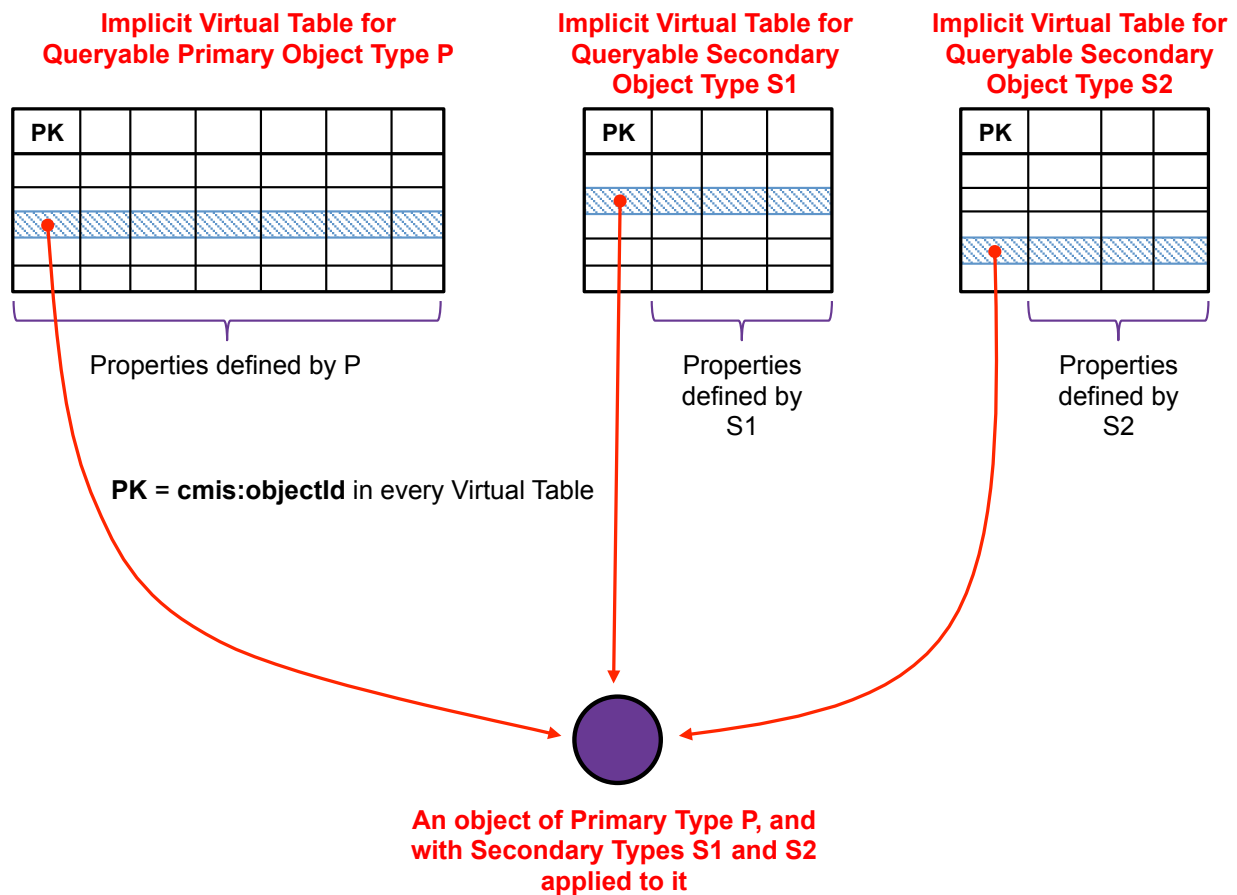 Implicit Virtual Table for
Queryable Primary Object Type P
Implicit Virtual Table for
Queryable Secondary
Object Type S1
Implicit Virtual Table for
Queryable Secondary
Object Type S2
PK
PK
PK
Properties defined by P
Properties
defined by
S1
Properties
defined by
S2
PK = cmis:objectId in every Virtual Table
An object of Primary Type P, and
with Secondary Types S1 and S2
applied to it